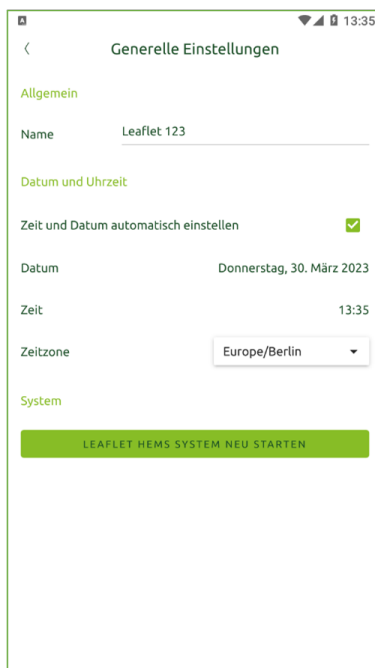 A 13:35
Generelle Einstellungen
Allgemein
Name Leaflet 123
Datum und Uhrzeit
Zeit und Datum automatisch einstellen
Datum Donnerstag, 30. März 2023
Zeit 13:35
Zeitzone Europe/Berlin
System
LEAFLET HEMS SYSTEM NEU STARTEN